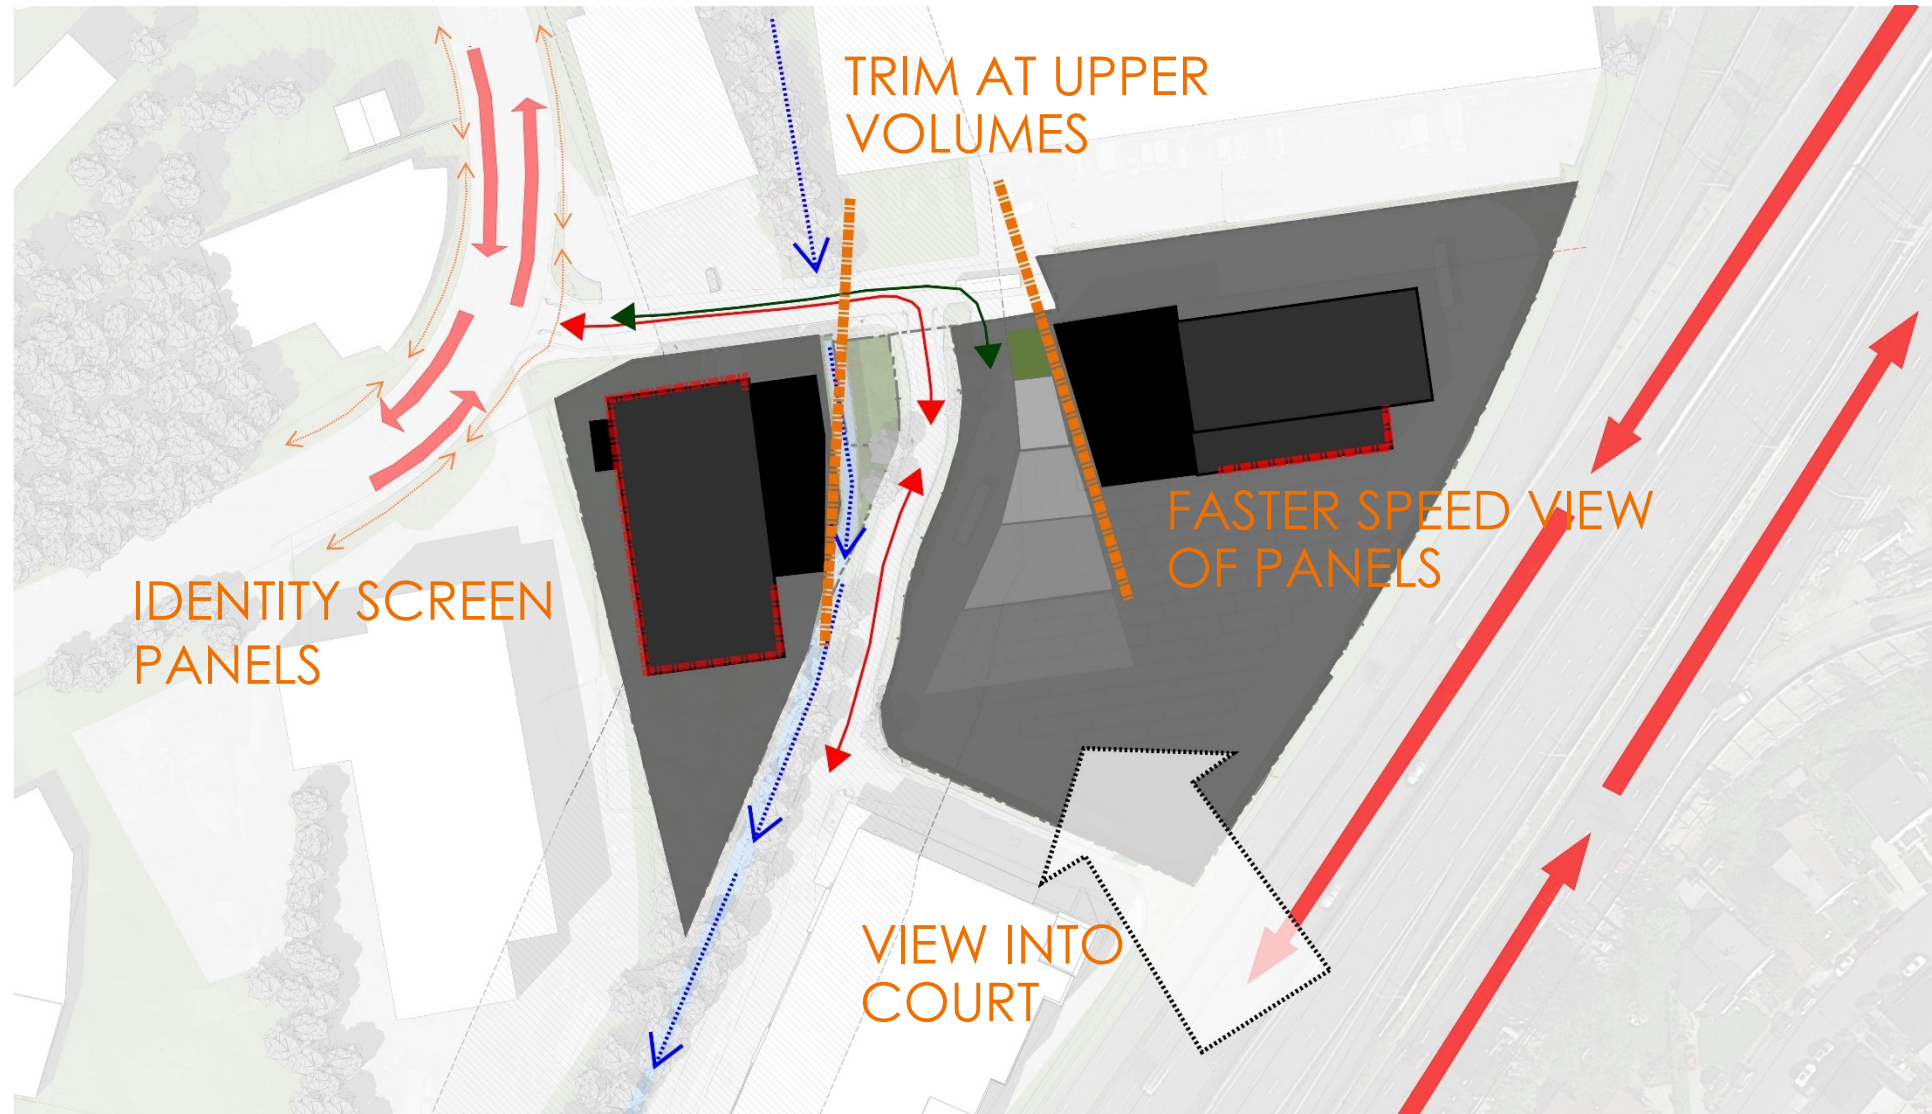 TRIM AT UPPER
VOLUMES
FASTER SPEED VIEW
OF PANELS
IDENTITY SCREEN
PANELS
VIEW INTO
COURT